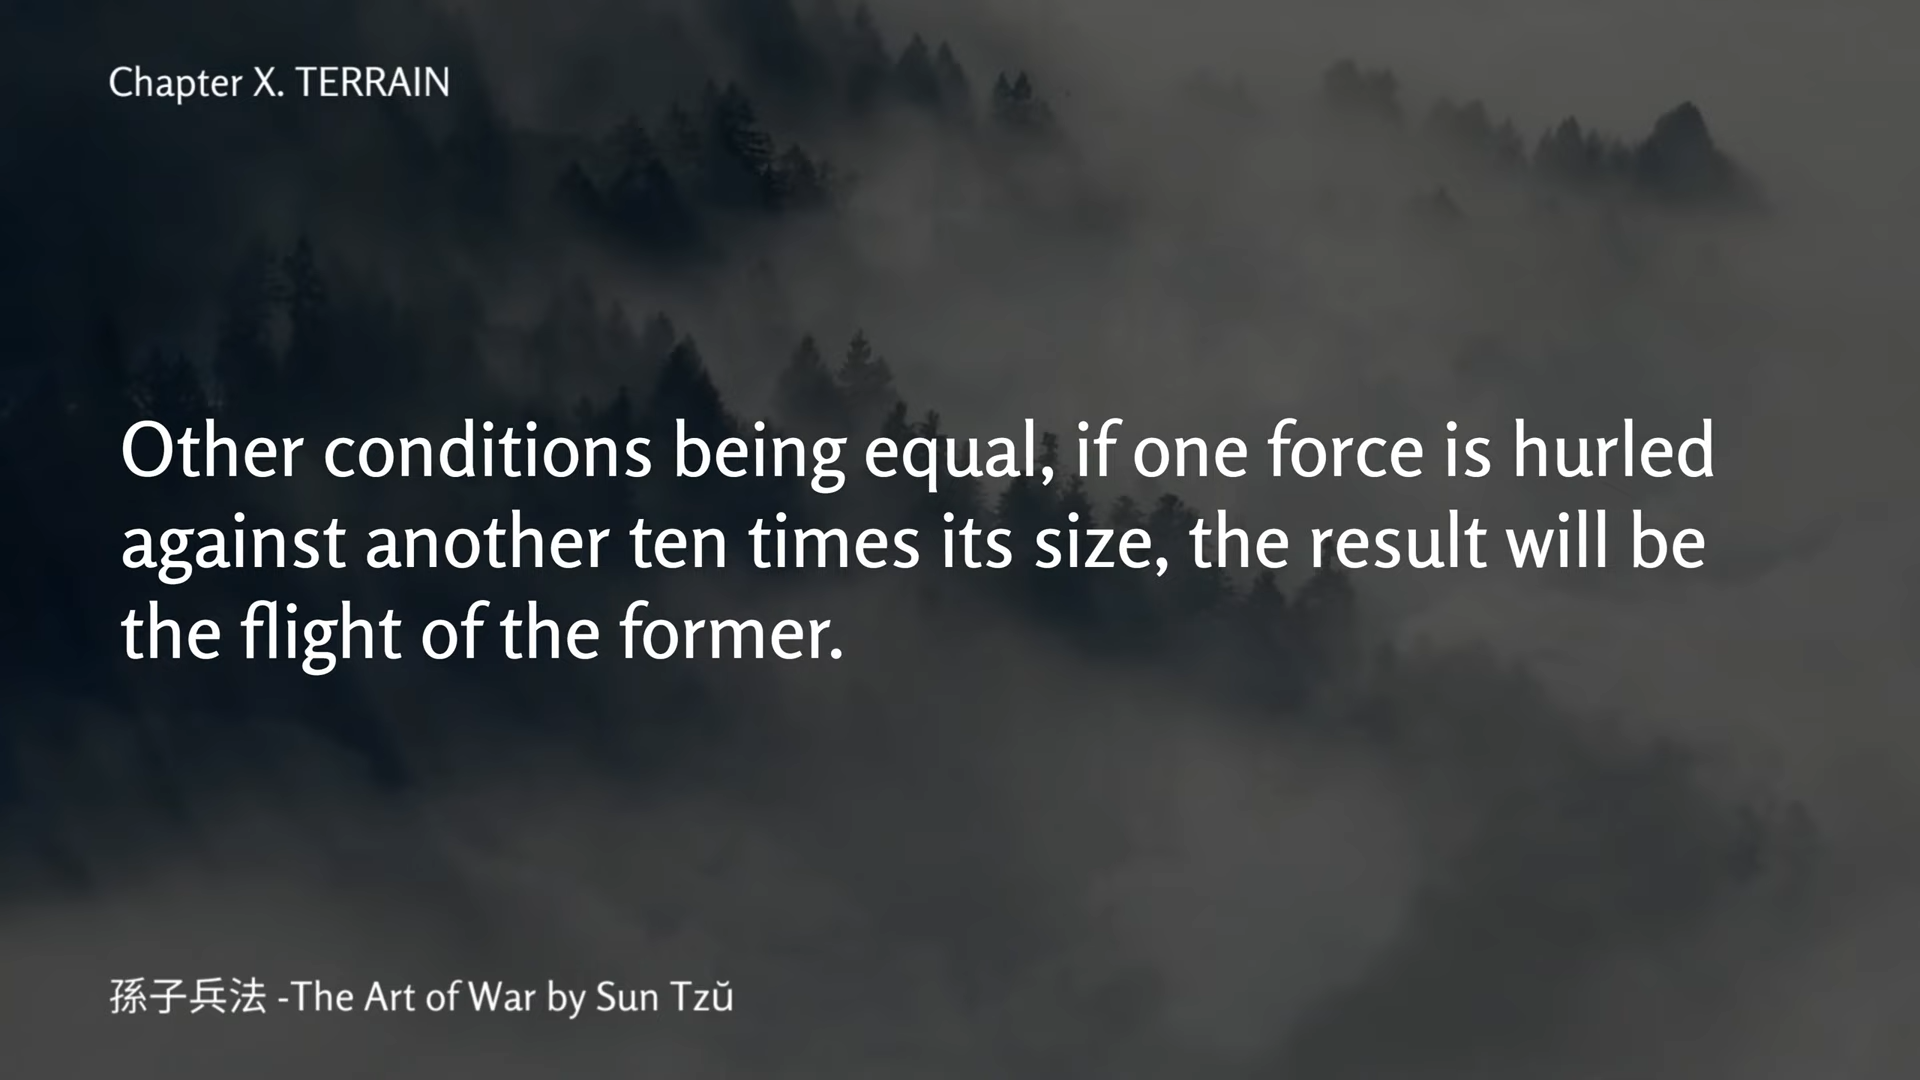 Chapter X. TERRAIN
Other conditions being equal, if one force is hurled
against another ten times its size, the result will be
the flight of the former.
孫子兵法 -The Art of War by Sun Tzŭ